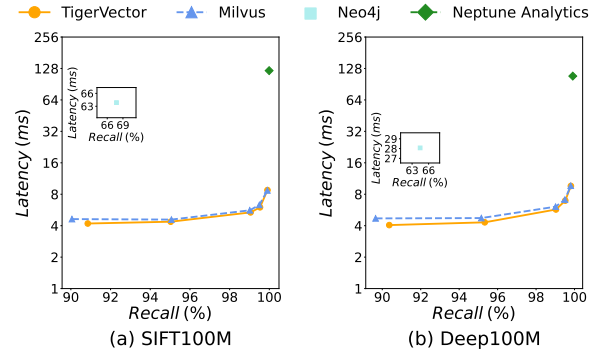 TigerVector Milvus Neo4j Neptune Analytics
256
128
64
32
16
8
4
2
1
Latency (ms)
90 92 94 96 98 100
Recall (%)
66
63
Latency (ms)
66 69
Recall (%)
(a) SIFT100M
256
128
64
32
16
8
4
2
1
Latency (ms)
90 92 94 96 98 100
Recall (%)
29
28
27
Latency (ms)
63 66
Recall (%)
(b) Deep100M